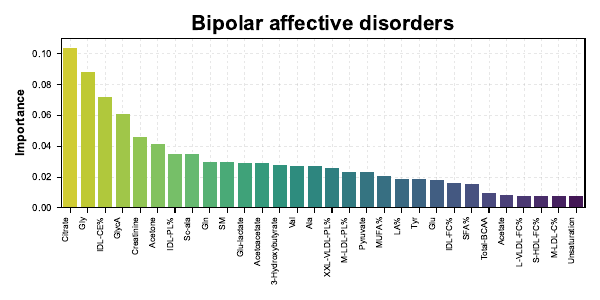 Bipolar affective disorders
Importance
0.10
0.08
0.06
0.04
0.02
0.00
Citrate
Gly
IDL-CE%
GlycA
Creatinine
Acetone
IDL-PL%
Sc-ala
Gln
SM
Glu-lactate
Acetoacetate
3-Hydroxybutyrate
Val
Ala
XXL-VLDL-PL%
M-LDL-PL%
Pyruvate
MUFA%
LA%
Tyr
Glu
IDL-FC%
SFA%
Total-BCAA
Acetate
L-VLDL-FC%
S-HDL-FC%
M-LDL-C%
Unsaturation